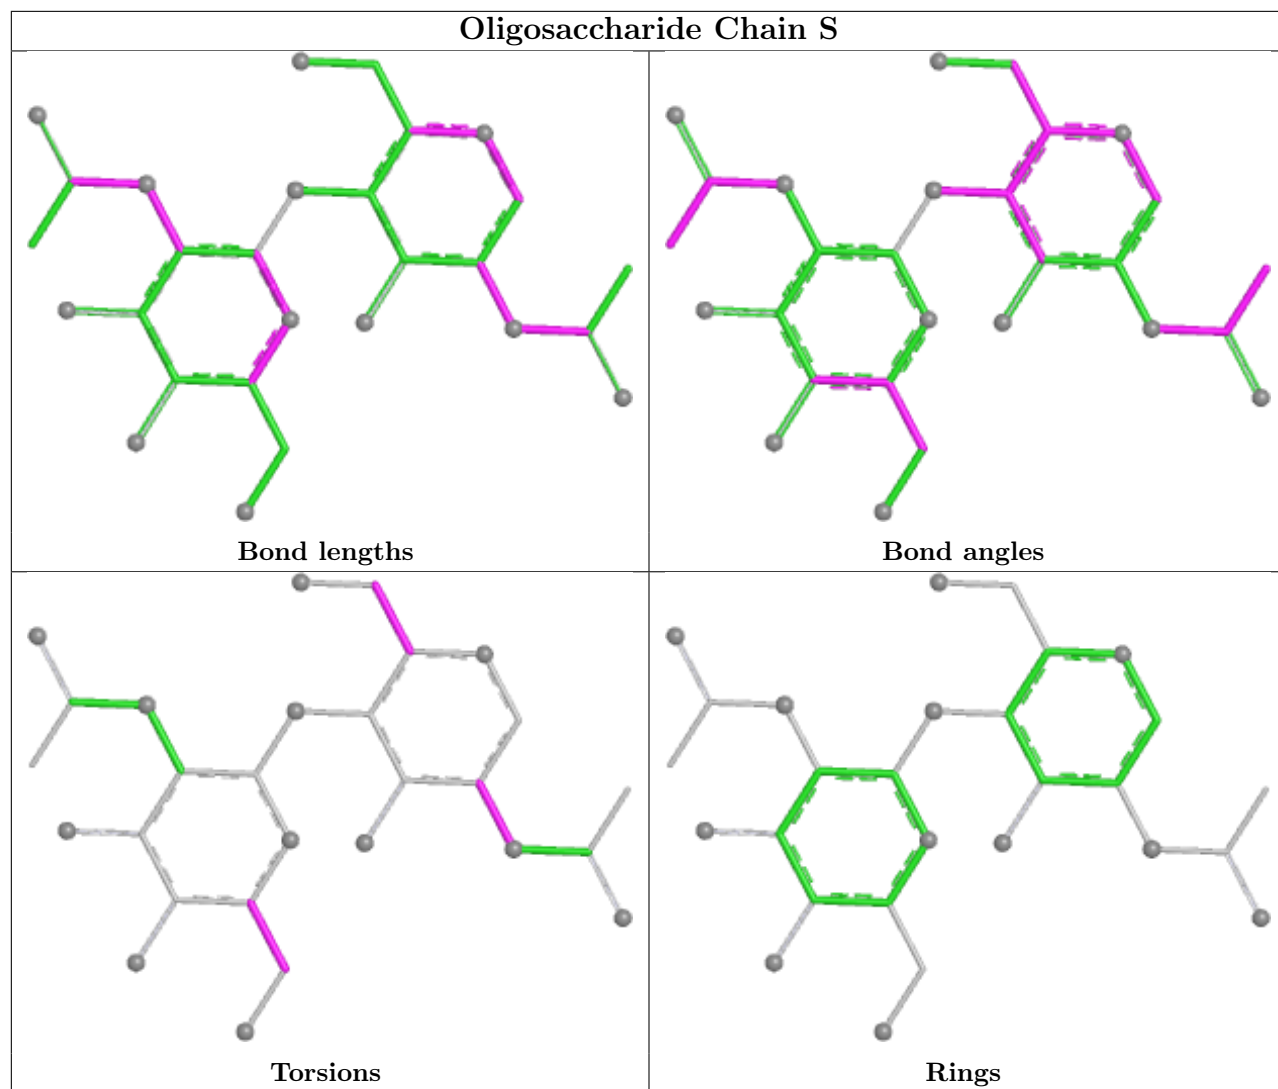 Oligosaccharide Chain S
Bond lengths
Bond angles
Torsions
Rings